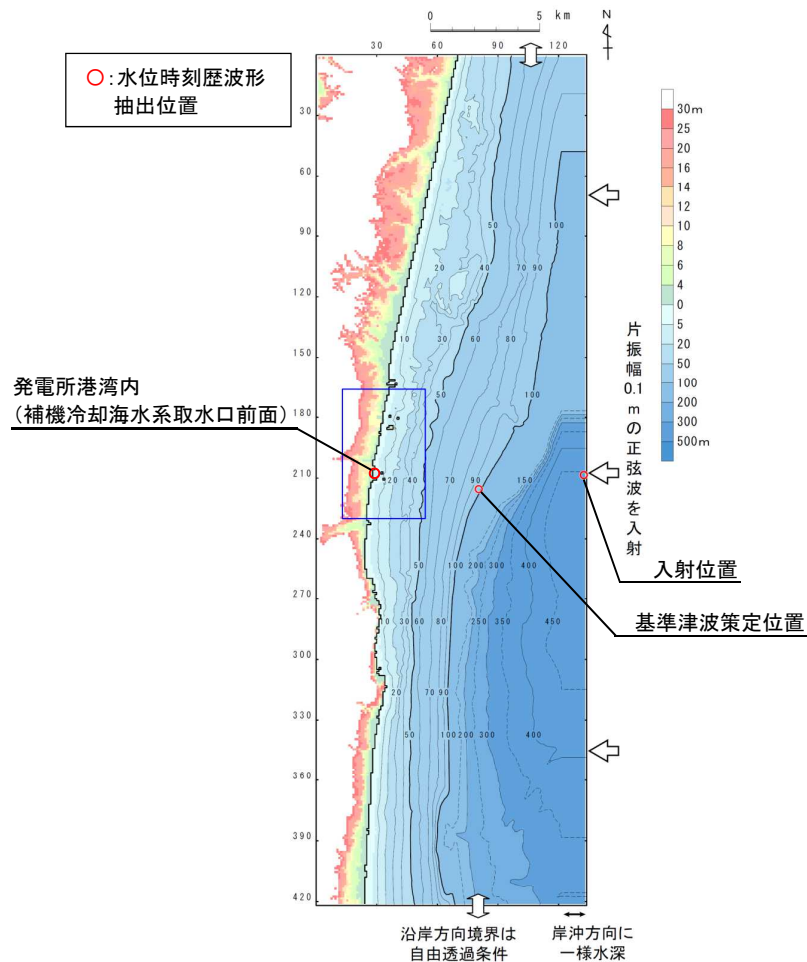 0 5 km
N
30 60 90 120
○:水位時刻歴波形
抽出位置
30
60
90
120
150
180
210
240
270
300
330
360
390
420
30m
25
20
16
14
12
10
8
6
4
0
5
20
50
100
200
300
500m
50 100
20 40 70 90
10 30 60 80
50 100
発電所港湾内
(補機冷却海水系取水口前面)
20 40 70 90 150
50 100 200 300 400
10 30 60 80 250 350 450
20 70 90
50 100 200 300 400
片振幅0.1mの正弦波を入射
入射位置
基準津波策定位置
沿岸方向境界は
自由透過条件
岸沖方向に
一様水深